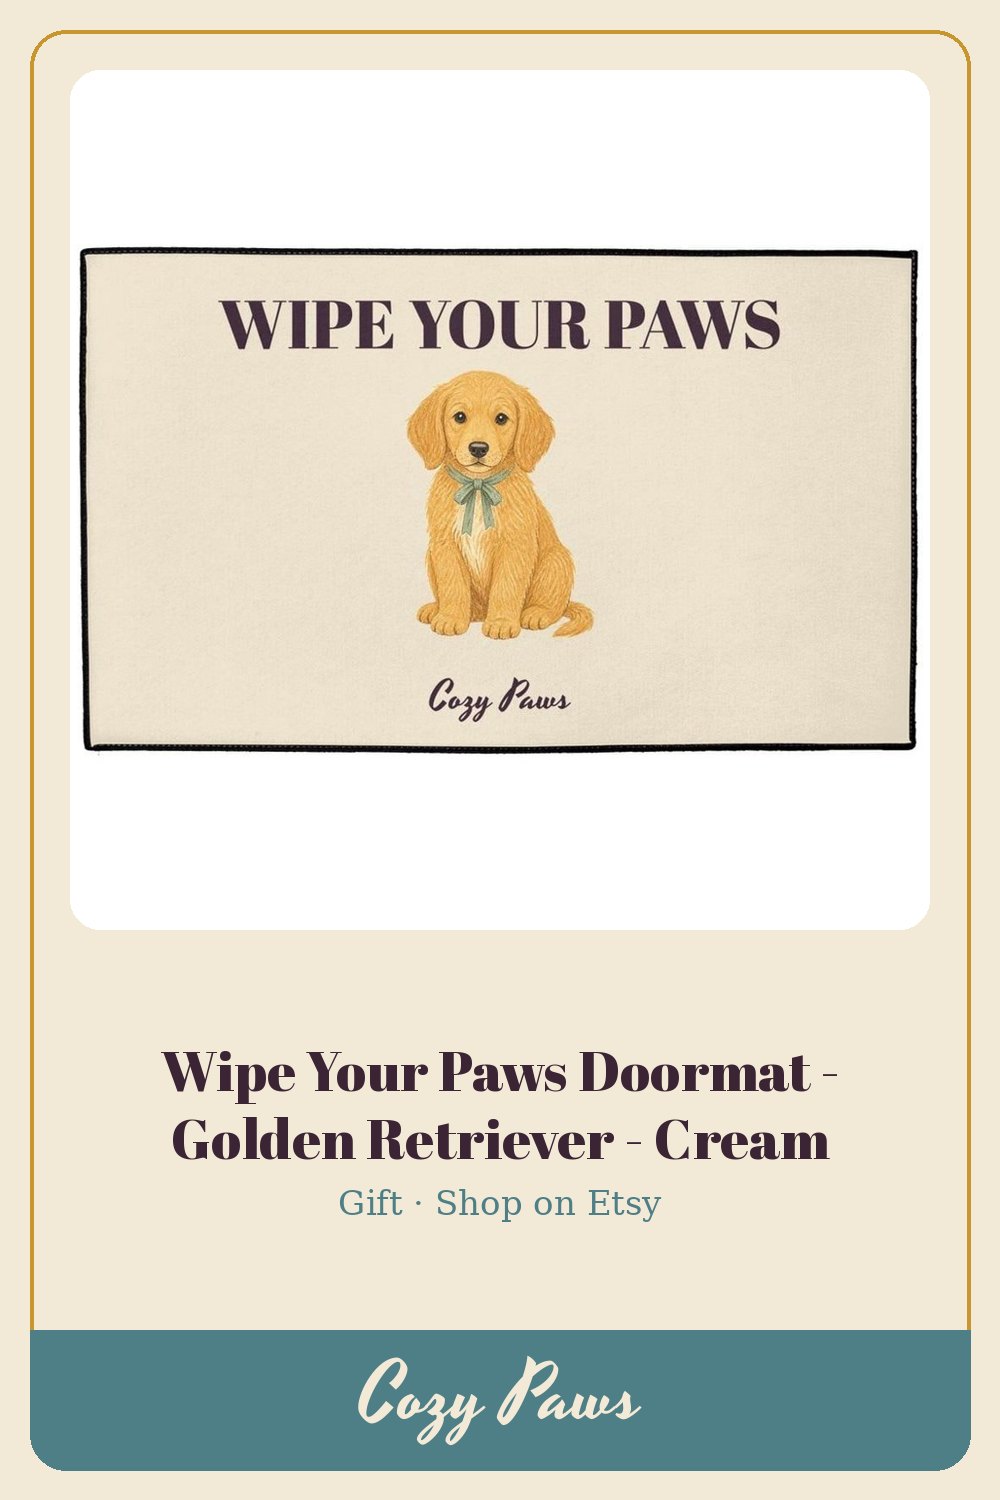 WIPE YOUR PAWS
Cozy Paws
Wipe Your Paws Doormat -
Golden Retriever - Cream
Gift · Shop on Etsy
Cozy Paws